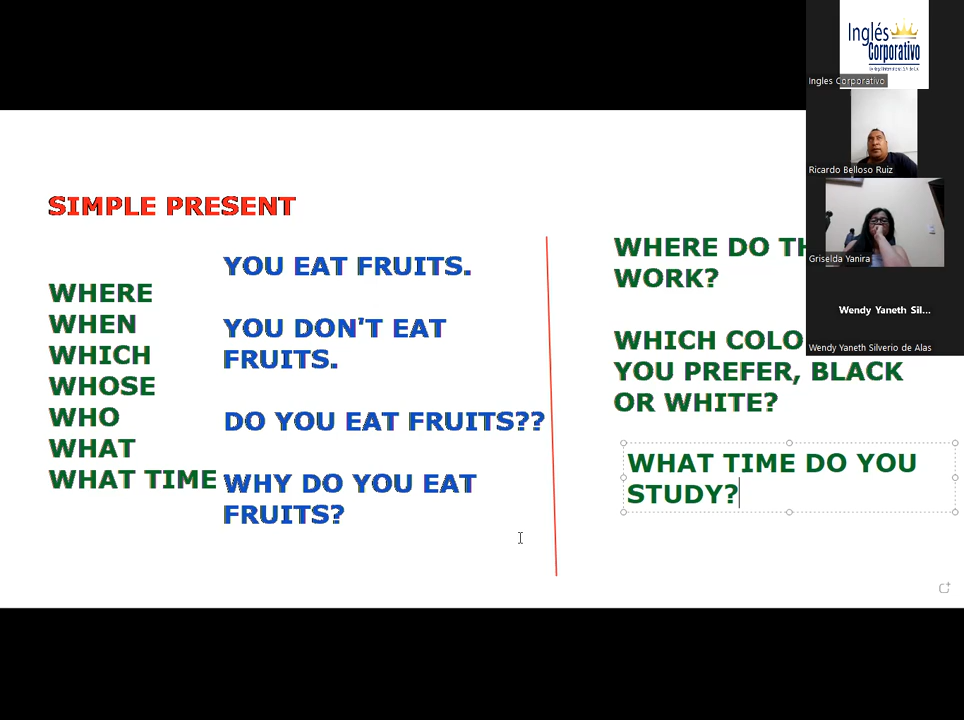 SIMPLE PRESENT
WHERE
WHEN
WHICH
WHOSE
WHO
WHAT
WHAT TIME
YOU EAT FRUITS.
YOU DON'T EAT
FRUITS.
DO YOU EAT FRUITS??
WHY DO YOU EAT
FRUITS?
WHERE DO
WORK?
WHICH
YOU PREFER, BLACK
OR WHITE?
WHAT TIME DO YOU
STUDY?
Inglés
Corporativo
Ingles Corporativo
Ricardo Belloso Ruiz
Griselda Yanira
Wendy Yaneth Sil...
Wendy Yaneth Silverio de Alas